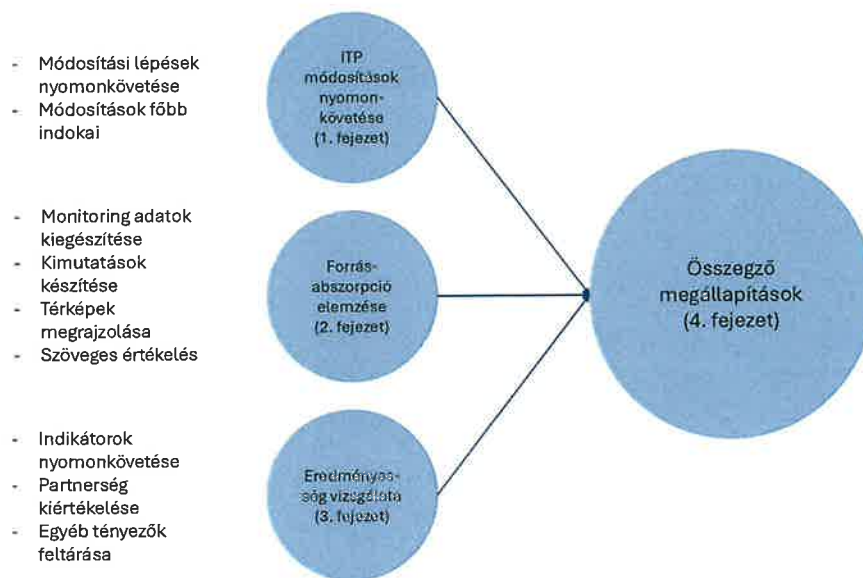 - Módosítási lépések
nyomonkövetése
- Módosítások főbb
indokai
ITP
módosítások
nyomon-
követése
(1. fejezet)
- Monitoring adatok
kiegészítése
- Kimutatások
készítése
- Térképek
megrajzolása
- Szöveges értékelés
Forrás-
abszorpció
elemzése
(2. fejezet)
- Indikátorok
nyomonkövetése
- Partnerség
kiértékelése
- Egyéb tényezők
feltárása
Eredményes-
ség vizsgálata
(3. fejezet)
Összegző
megállapítások
(4. fejezet)